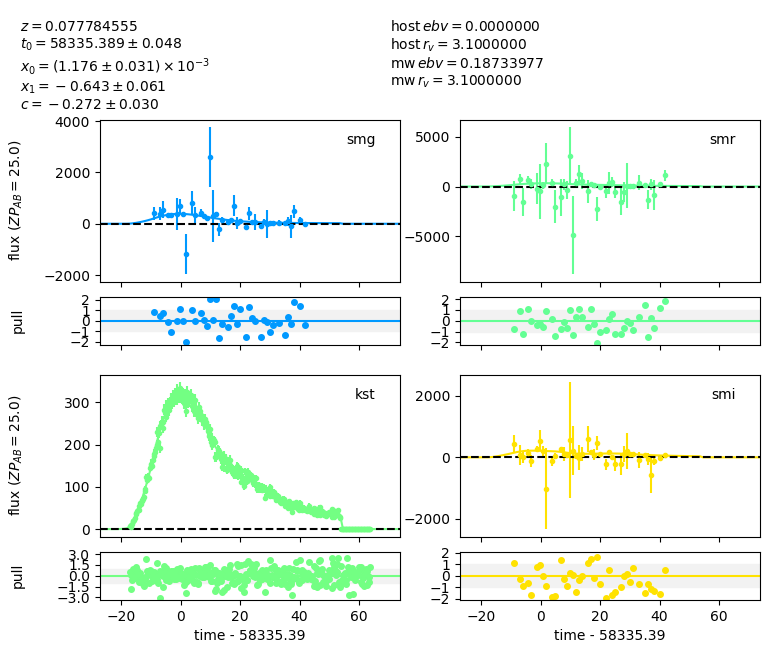 z = 0.077784555
t₀ = 58335.389 ± 0.048
x₀ = (1.176 ± 0.031) × 10⁻³
x₁ = −0.643 ± 0.061
c = −0.272 ± 0.030
host ebv = 0.0000000
host r_v = 3.1000000
mw ebv = 0.18733977
mw r_v = 3.1000000
smg
flux (ZP_AB = 25.0)
4000
2000
0
−2000
smr
5000
0
−5000
pull
2
1
0
−1
−2
2
1
0
−1
−2
kst
flux (ZP_AB = 25.0)
300
200
100
0
smi
2000
0
−2000
pull
3.0
1.5
0.0
−1.5
−3.0
2
1
0
−1
−2
−20 0 20 40 60
time - 58335.39
−20 0 20 40 60
time - 58335.39